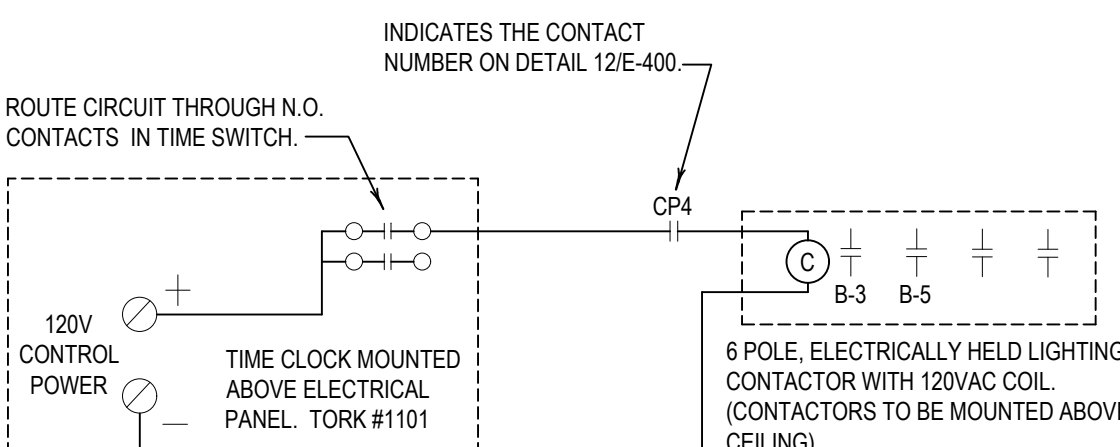 INDICATES THE CONTACT
NUMBER ON DETAIL 12/E-400.
ROUTE CIRCUIT THROUGH N.O.
CONTACTS IN TIME SWITCH.
CP4
C
B-3 B-5
+
120V
CONTROL
POWER
—
TIME CLOCK MOUNTED
ABOVE ELECTRICAL
PANEL. TORK #1101
6 POLE, ELECTRICALLY HELD LIGHTING
CONTACTOR WITH 120VAC COIL.
(CONTACTORS TO BE MOUNTED ABOVE
CEILING)